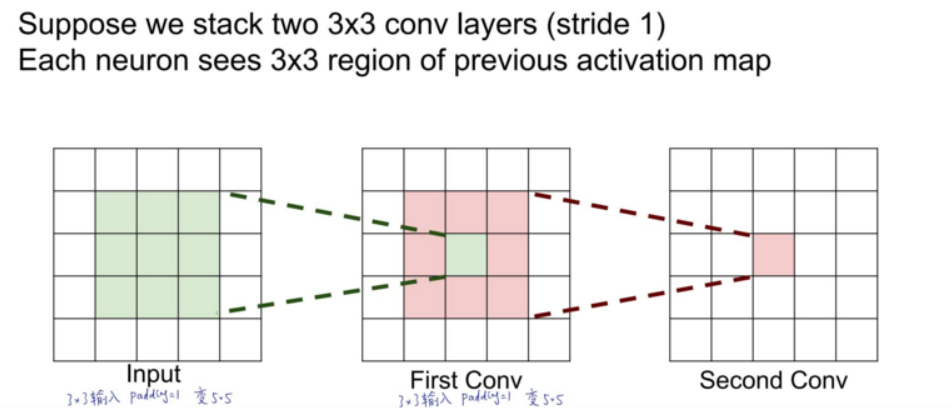 Suppose we stack two 3x3 conv layers (stride 1)
Each neuron sees 3x3 region of previous activation map
Input
First Conv
Second Conv
3×3输入 padding=1 变5×5
3×3输入 padding=1 变5×5